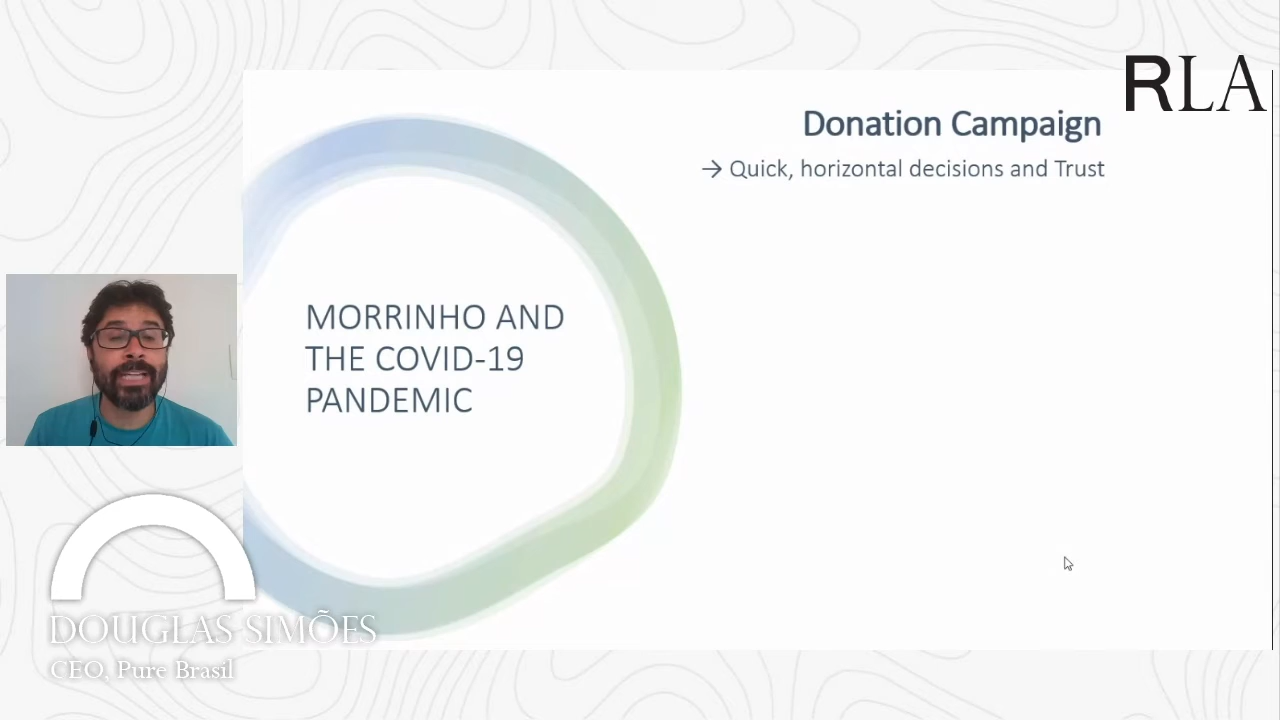 RLA
Donation Campaign
→ Quick, horizontal decisions and Trust
MORRINHO AND
THE COVID-19
PANDEMIC
DOUGLAS SIMÕES
CEO, Pure Brasil